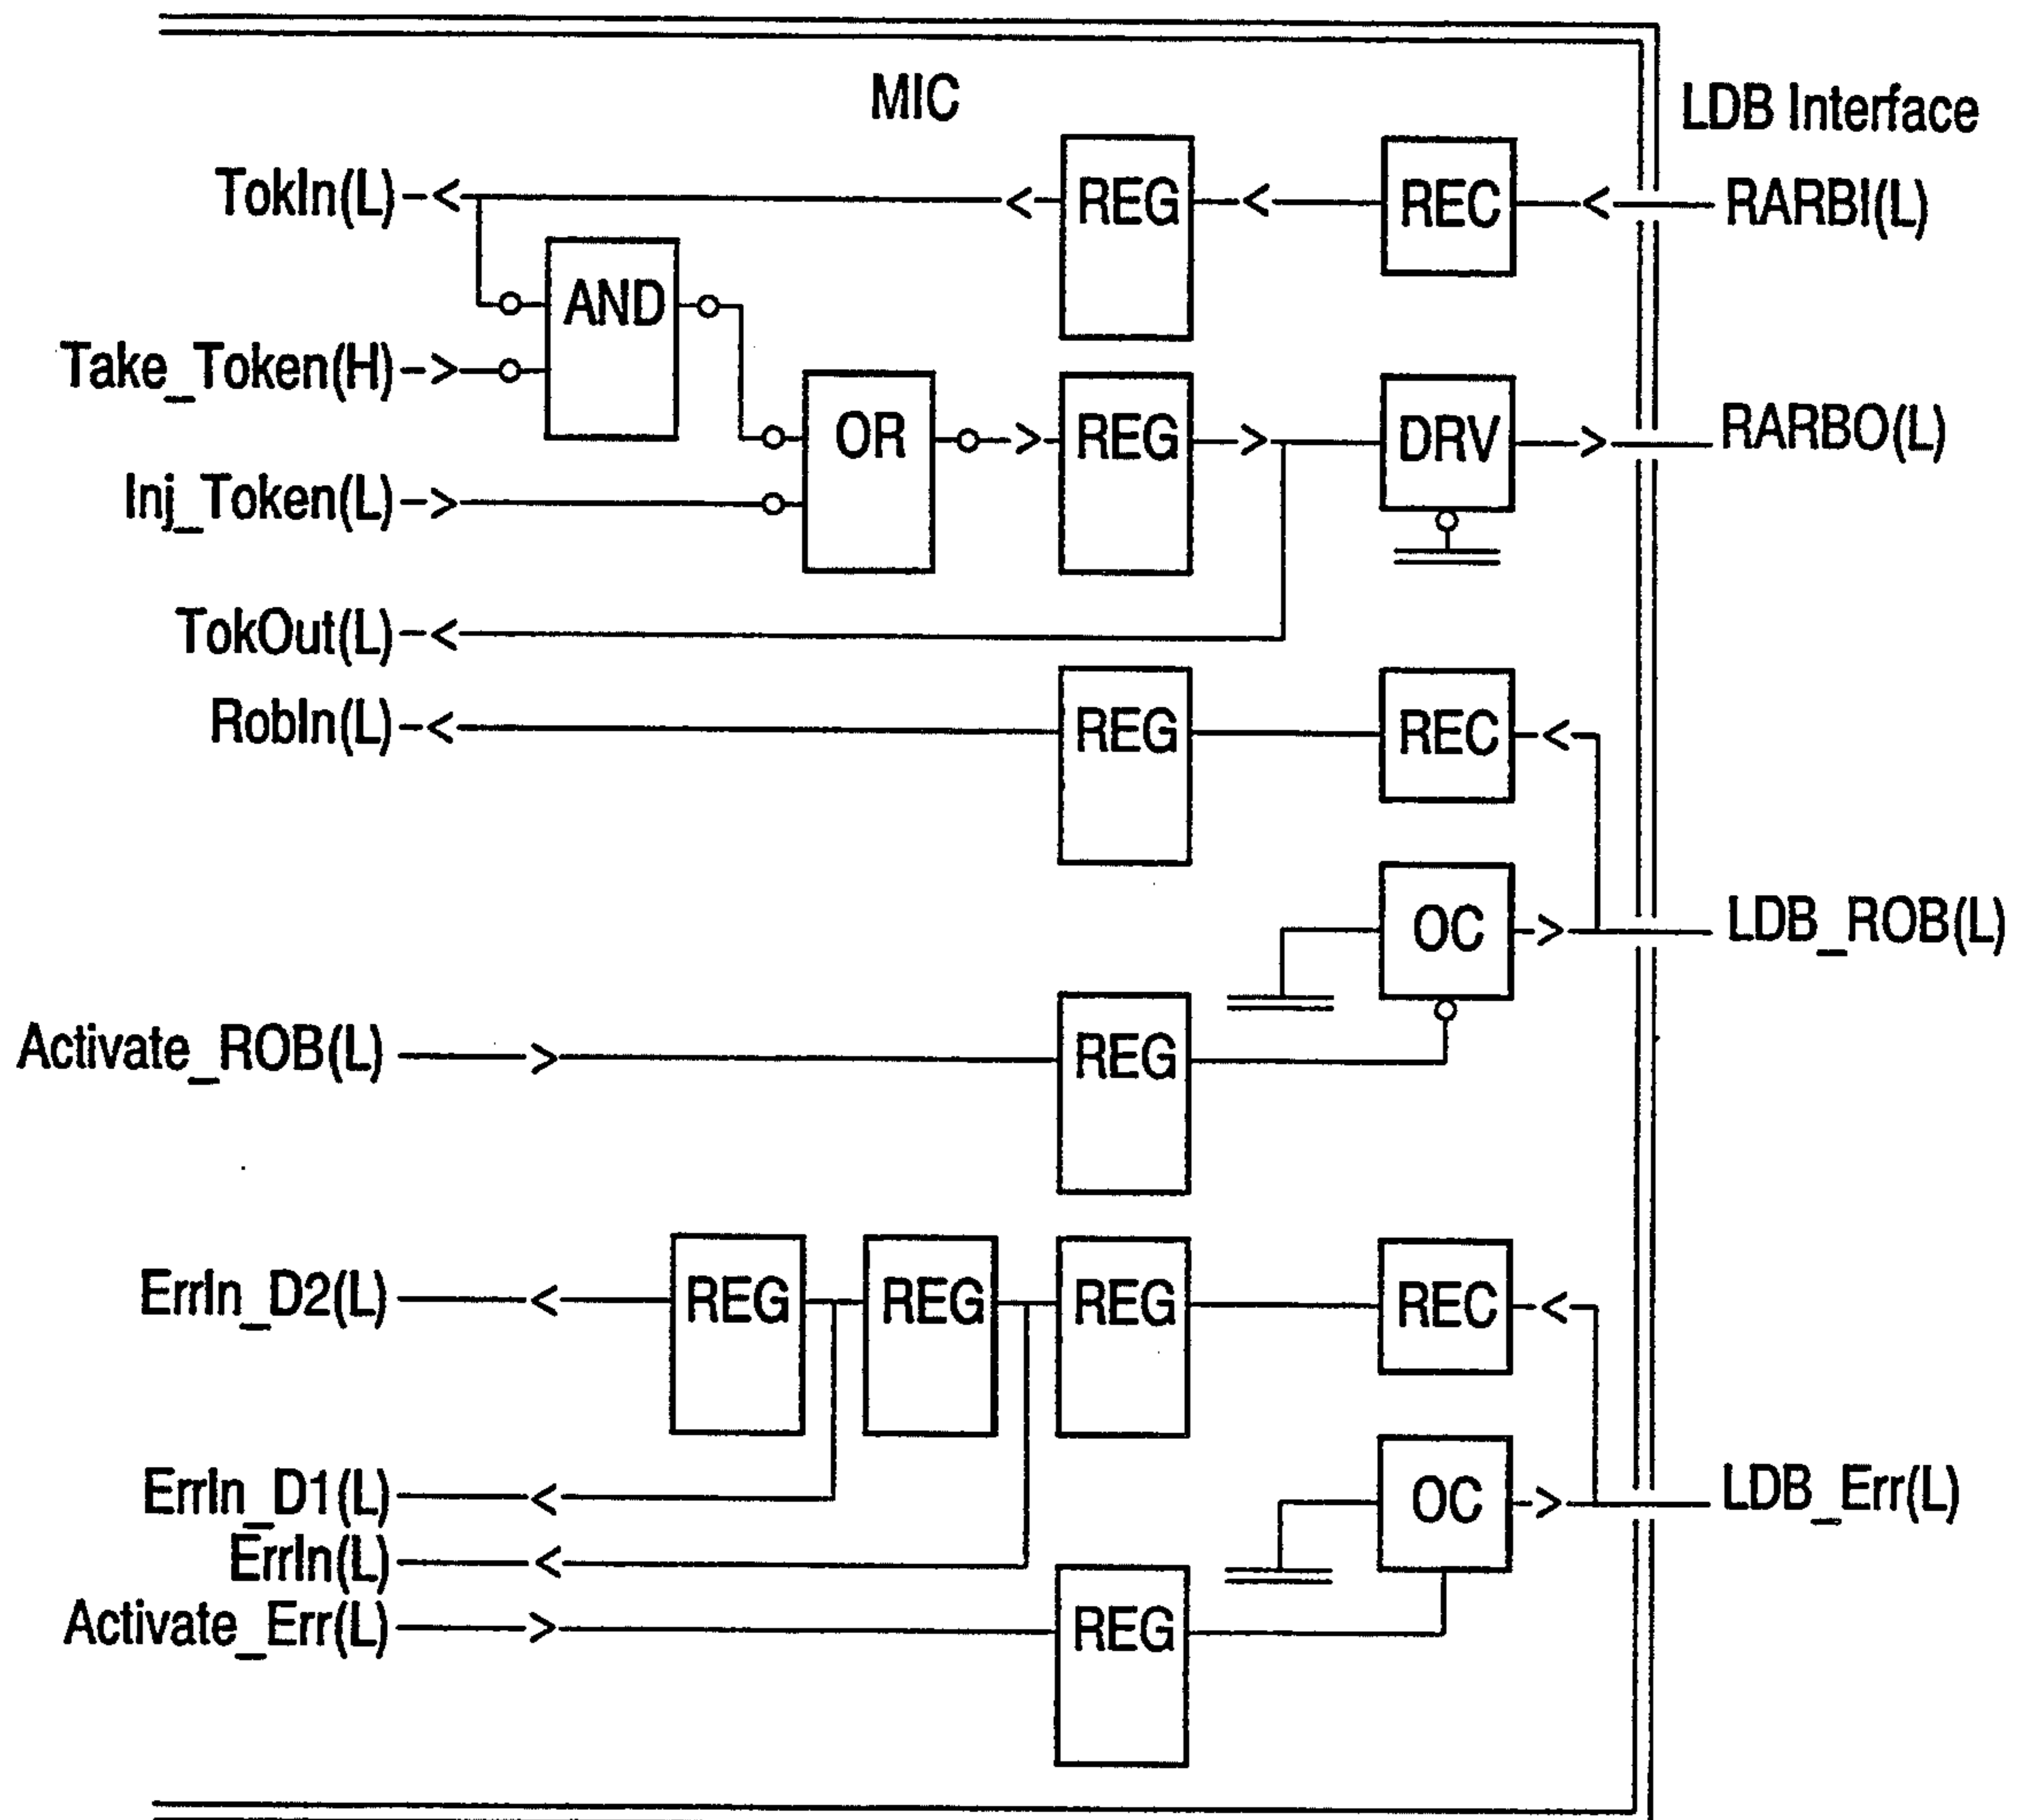 MIC
LDB Interface
TokIn(L)
REG
REC
RARBI(L)
AND
Take_Token(H)
OR
REG
DRV
RARBO(L)
Inj_Token(L)
TokOut(L)
RobIn(L)
REG
REC
OC
LDB_ROB(L)
Activate_ROB(L)
REG
ErrIn_D2(L)
REG
REG
REG
REC
ErrIn_D1(L)
OC
LDB_Err(L)
ErrIn(L)
Activate_Err(L)
REG